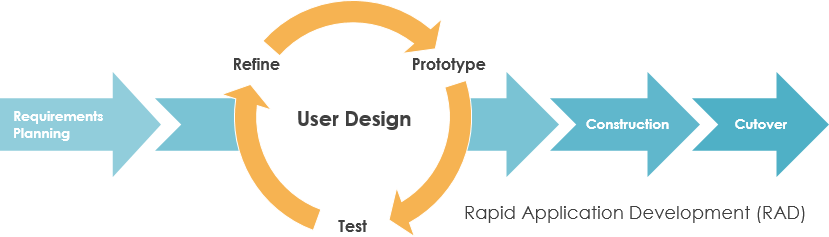 Requirements
Planning
Refine
Prototype
User Design
Test
Construction
Cutover
Rapid Application Development (RAD)